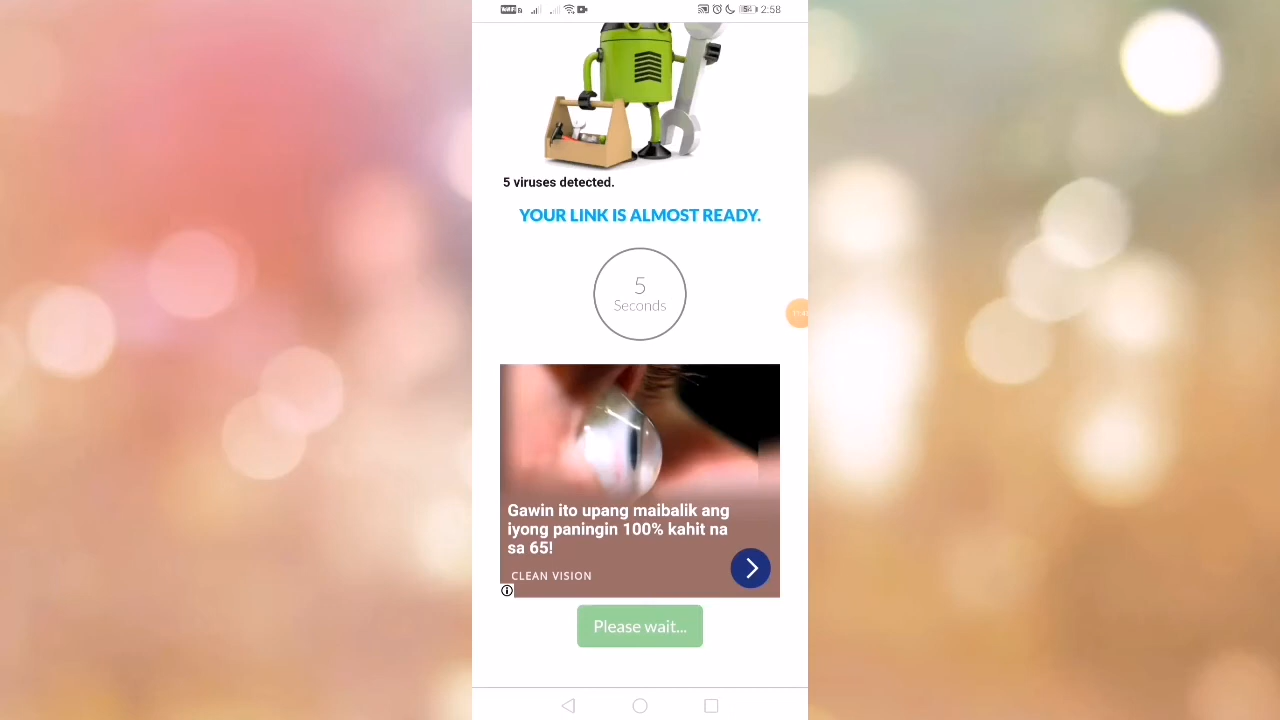 2:58
5 viruses detected.
YOUR LINK IS ALMOST READY.
5
Seconds
Gawin ito upang maibalik ang
iyong paningin 100% kahit na
sa 65!
CLEAN VISION
Please wait...